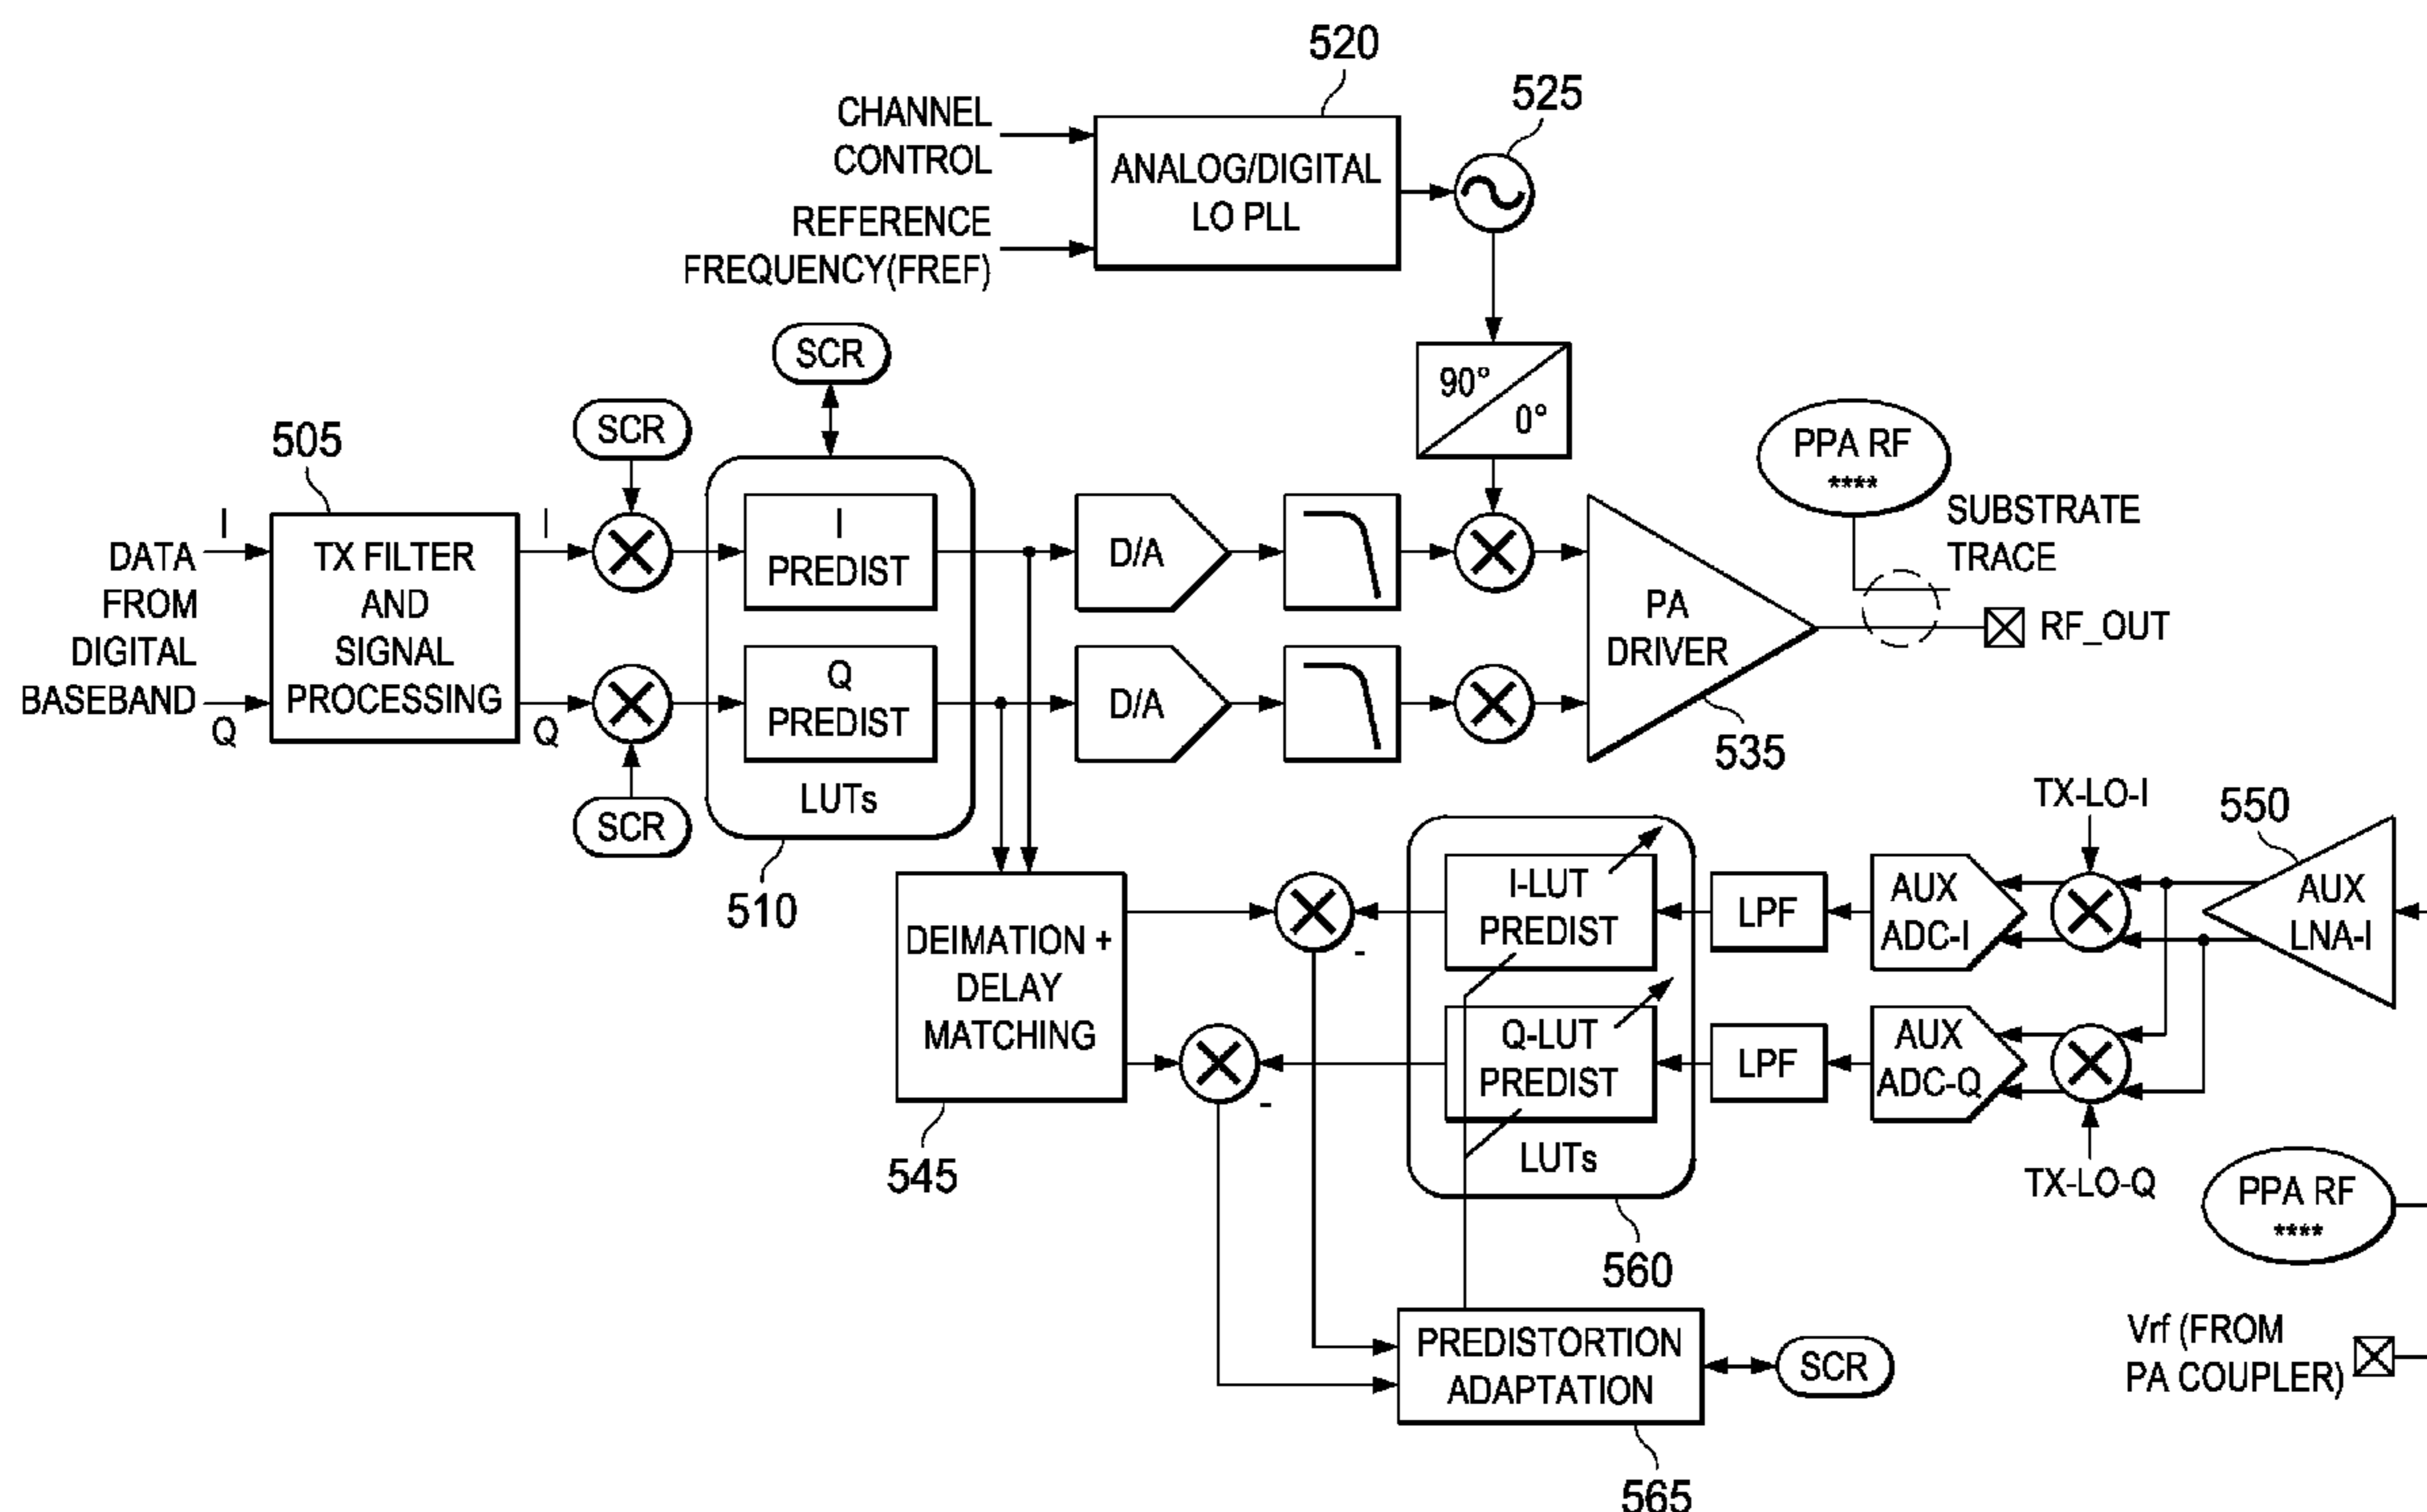 520
525
CHANNEL
CONTROL
REFERENCE
FREQUENCY(FREF)
ANALOG/DIGITAL
LO PLL
SCR
SCR
90°
0°
PPA RF
****
SUBSTRATE
TRACE
505
I
DATA
FROM
DIGITAL
BASEBAND
Q
TX FILTER
AND
SIGNAL
PROCESSING
I
Q
SCR
I
PREDIST
Q
PREDIST
LUTs
510
D/A
D/A
PA
DRIVER
535
RF_OUT
TX-LO-I
550
DEIMATION +
DELAY
MATCHING
545
-
-
I-LUT
PREDIST
Q-LUT
PREDIST
LUTs
560
LPF
LPF
AUX
ADC-I
AUX
ADC-Q
AUX
LNA-I
TX-LO-Q
PPA RF
****
PREDISTORTION
ADAPTATION
565
SCR
Vrf (FROM
PA COUPLER)